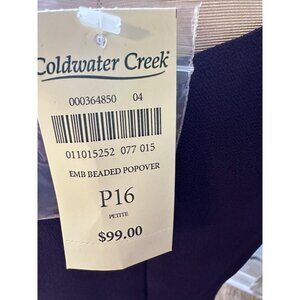 Coldwater Creek®
000364850 04
011015252 077 015
EMB BEADED POPOVER
P16
PETITE
$99.00